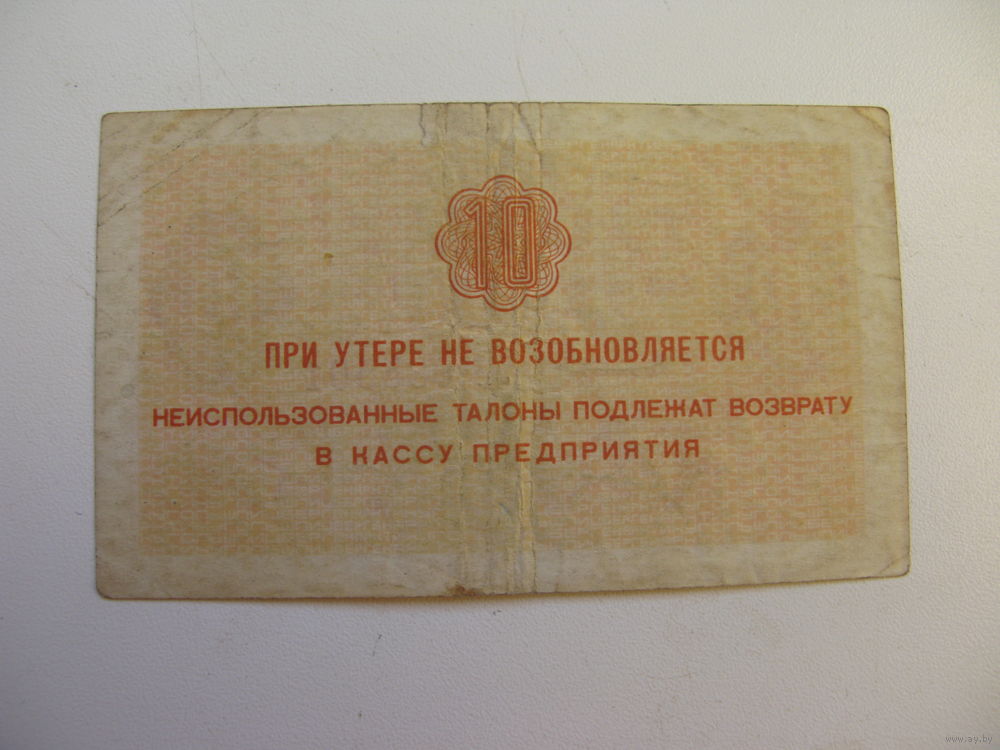 10
ПРИ УТЕРЕ НЕ ВОЗОБНОВЛЯЕТСЯ
НЕИСПОЛЬЗОВАННЫЕ ТАЛОНЫ ПОДЛЕЖАТ ВОЗВРАТУ
В КАССУ ПРЕДПРИЯТИЯ
www.ay.by